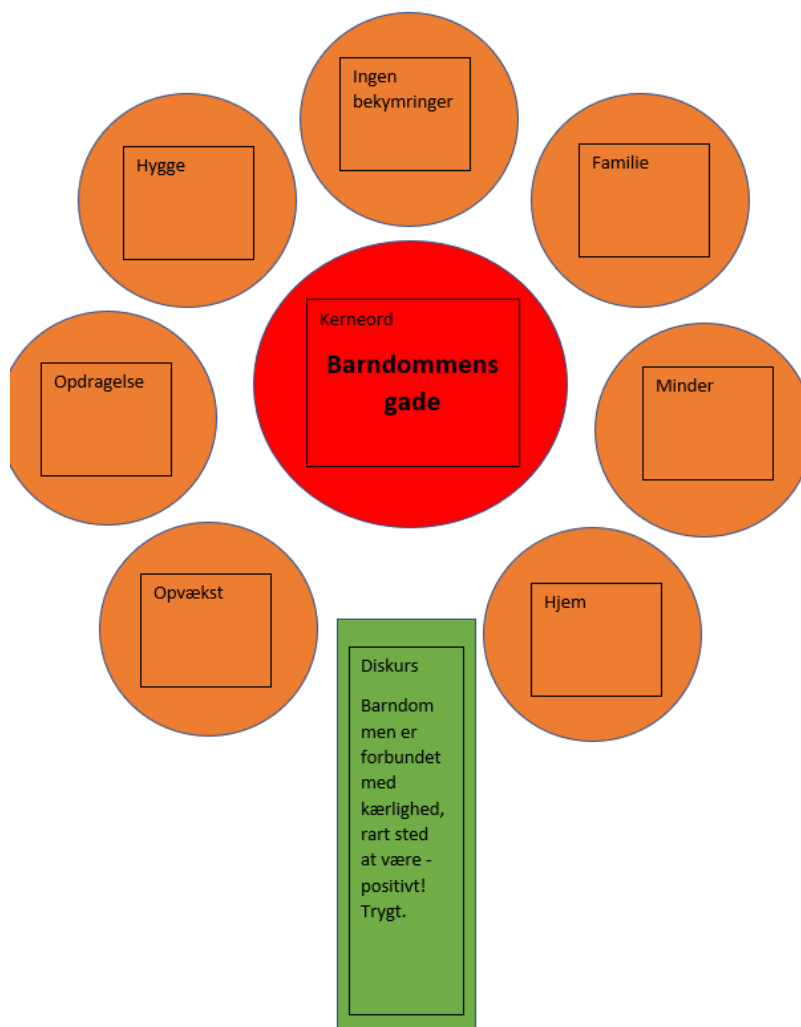 Ingen
bekymringer
Hygge
Familie
Kerneord
Barndommens
gade
Opdragelse
Minder
Opvækst
Hjem
Diskurs
Barndom
men er
forbundet
med
kærlighed,
rart sted
at være -
positivt!
Trygt.